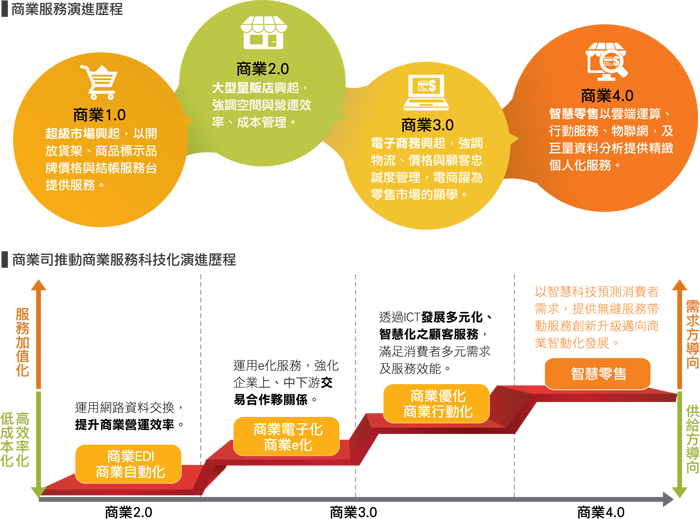 商業服務演進歷程
商業1.0
超級市場興起，以開
放貨架、商品標示品
牌價格與結帳服務台
提供服務。
商業2.0
大型量販店興起，
強調空間與營運效
率、成本管理。
商業3.0
電子商務興起，強調
物流、價格與顧客忠
誠度管理，電商躍為
零售市場的顯學。
商業4.0
智慧零售以雲端運算、
行動服務、物聯網，及
巨量資料分析提供精緻
個人化服務。
商業司推動商業服務科技化演進歷程
服務加值化
高效率化
低成本化
運用網路資料交換，
提升商業營運效率。
商業EDI
商業自動化
運用e化服務，強化
企業上、中下游交
易合作夥關係。
商業電子化
商業e化
透過ICT發展多元化、
智慧化之顧客服務，
滿足消費者多元需求
及服務效能。
商業優化
商業行動化
以智慧科技預測消費者
需求，提供無縫服務帶
動服務創新升級邁向商
業智動化發展。
智慧零售
需求方導向
供給方導向
商業2.0
商業3.0
商業4.0